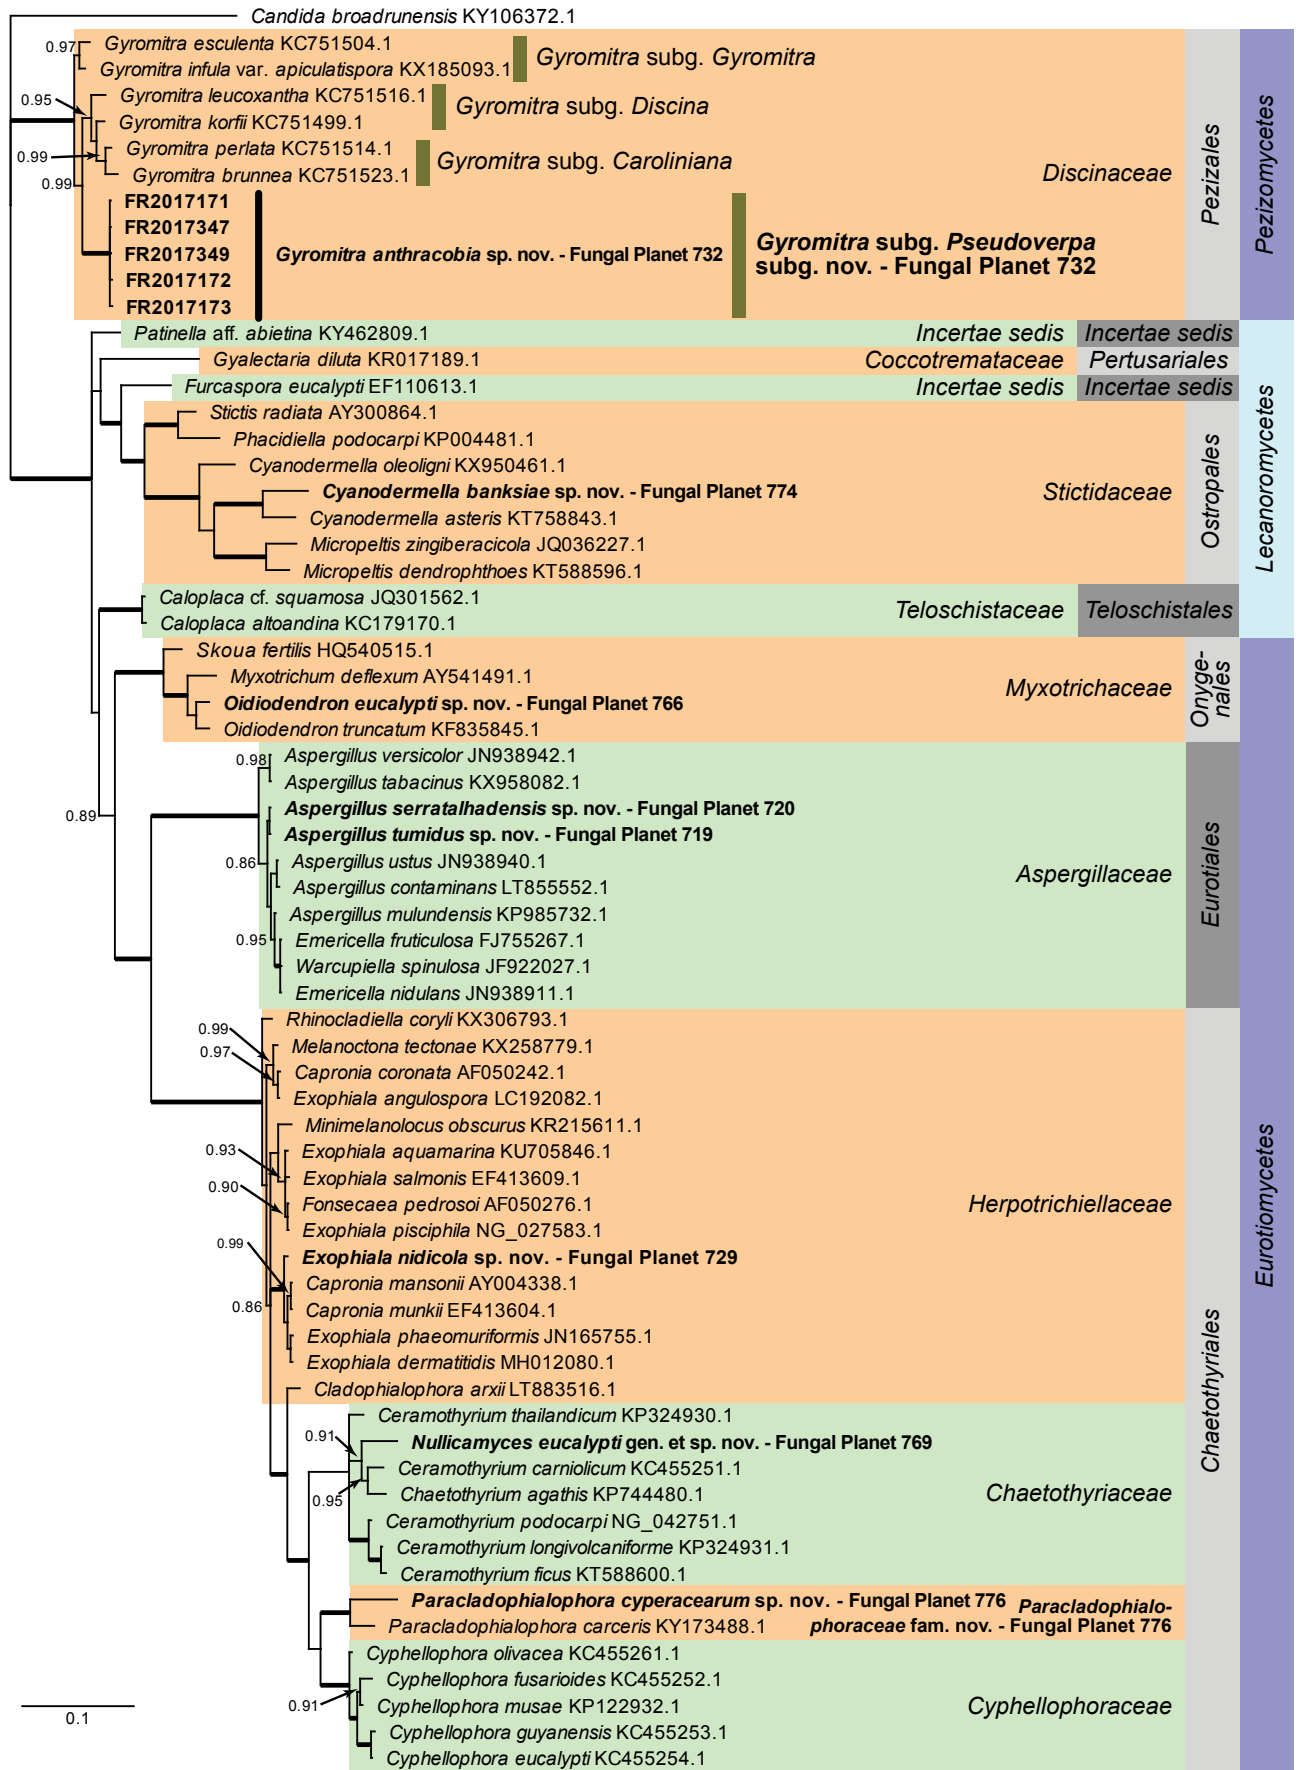 Candida broadrunensis KY106372.1
0.97
Gyromitra esculenta KC751504.1
Gyromitra infula var. apiculatispora KX185093.1
Gyromitra subg. Gyromitra
0.95
Gyromitra leucoxantha KC751516.1
Gyromitra korfii KC751499.1
Gyromitra subg. Discina
0.99
Gyromitra perlata KC751514.1
Gyromitra brunnea KC751523.1
Gyromitra subg. Caroliniana
0.99
Discinaceae
Pezizales
Pezizomycetes
FR2017171
FR2017347
FR2017349
FR2017172
FR2017173
Gyromitra anthracobia sp. nov. - Fungal Planet 732
Gyromitra subg. Pseudoverpa
subg. nov. - Fungal Planet 732
Patinella aff. abietina KY462809.1
Incertae sedis
Incertae sedis
Gyalectaria diluta KR017189.1
Coccotremataceae
Pertusariales
Furcaspora eucalypti EF110613.1
Incertae sedis
Incertae sedis
Stictis radiata AY300864.1
Phacidiella podocarpi KP004481.1
Cyanodermella oleoligni KX950461.1
Cyanodermella banksiae sp. nov. - Fungal Planet 774
Cyanodermella asteris KT758843.1
Micropeltis zingiberacicola JQ036227.1
Micropeltis dendrophthoes KT588596.1
Stictidaceae
Ostropales
Lecanoromycetes
Caloplaca cf. squamosa JQ301562.1
Caloplaca altoandina KC179170.1
Teloschistaceae
Teloschistales
Skoua fertilis HQ540515.1
Myxotrichum deflexum AY541491.1
Oidiodendron eucalypti sp. nov. - Fungal Planet 766
Oidiodendron truncatum KF835845.1
Myxotrichaceae
Onyge-
nales
0.89
0.98
Aspergillus versicolor JN938942.1
Aspergillus tabacinus KX958082.1
Aspergillus serratalhadensis sp. nov. - Fungal Planet 720
Aspergillus tumidus sp. nov. - Fungal Planet 719
0.86
Aspergillus ustus JN938940.1
Aspergillus contaminans LT855552.1
Aspergillus mulundensis KP985732.1
0.95
Emericella fruticulosa FJ755267.1
Warcupiella spinulosa JF922027.1
Emericella nidulans JN938911.1
Aspergillaceae
Eurotiales
Eurotiomycetes
Rhinocladiella coryli KX306793.1
0.99
Melanoctona tectonae KX258779.1
0.97
Capronia coronata AF050242.1
Exophiala angulospora LC192082.1
Minimelanolocus obscurus KR215611.1
0.93
Exophiala aquamarina KU705846.1
Exophiala salmonis EF413609.1
0.90
Fonsecaea pedrosoi AF050276.1
Exophiala pisciphila NG_027583.1
0.99
Exophiala nidicola sp. nov. - Fungal Planet 729
Capronia mansonii AY004338.1
0.86
Capronia munkii EF413604.1
Exophiala phaeomuriformis JN165755.1
Exophiala dermatitidis MH012080.1
Cladophialophora arxii LT883516.1
Herpotrichiellaceae
Chaetothyriales
Ceramothyrium thailandicum KP324930.1
0.91
Nullicamyces eucalypti gen. et sp. nov. - Fungal Planet 769
Ceramothyrium carniolicum KC455251.1
0.95
Chaetothyrium agathis KP744480.1
Ceramothyrium podocarpi NG_042751.1
Ceramothyrium longivolcaniforme KP324931.1
Ceramothyrium ficus KT588600.1
Chaetothyriaceae
Paracladophialophora cyperacearum sp. nov. - Fungal Planet 776
Paracladophialophora carceris KY173488.1
Paracladophialo-
phoraceae fam. nov. - Fungal Planet 776
Cyphellophora olivacea KC455261.1
Cyphellophora fusarioides KC455252.1
0.91
Cyphellophora musae KP122932.1
Cyphellophora guyanensis KC455253.1
Cyphellophora eucalypti KC455254.1
Cyphellophoraceae
0.1